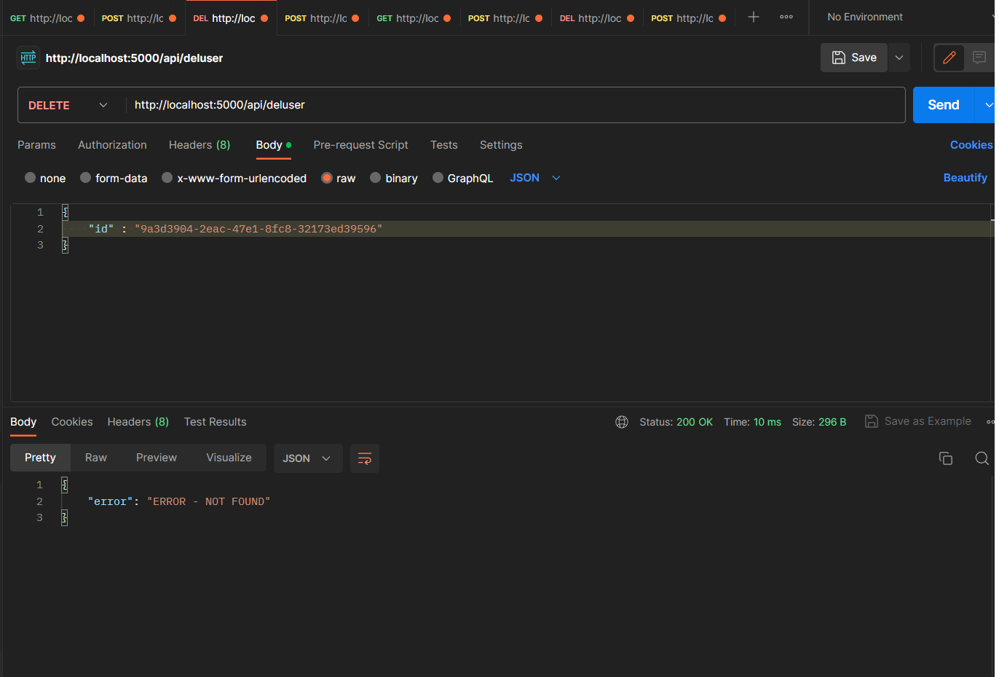 GET http://loc POST http://lc DEL http://loc POST http://lc GET http://loc POST http://lc DEL http://loc POST http://lc No Environment
HTTP http://localhost:5000/api/deluser Save
DELETE http://localhost:5000/api/deluser Send
Params Authorization Headers (8) Body Pre-request Script Tests Settings Cookies
none form-data x-www-form-urlencoded raw binary GraphQL JSON Beautify
1 {
2 "id" : "9a3d3904-2eac-47e1-8fc8-32173ed39596"
3 }
Body Cookies Headers (8) Test Results Status: 200 OK Time: 10 ms Size: 296 B Save as Example
Pretty Raw Preview Visualize JSON
1 {
2 "error": "ERROR - NOT FOUND"
3 }